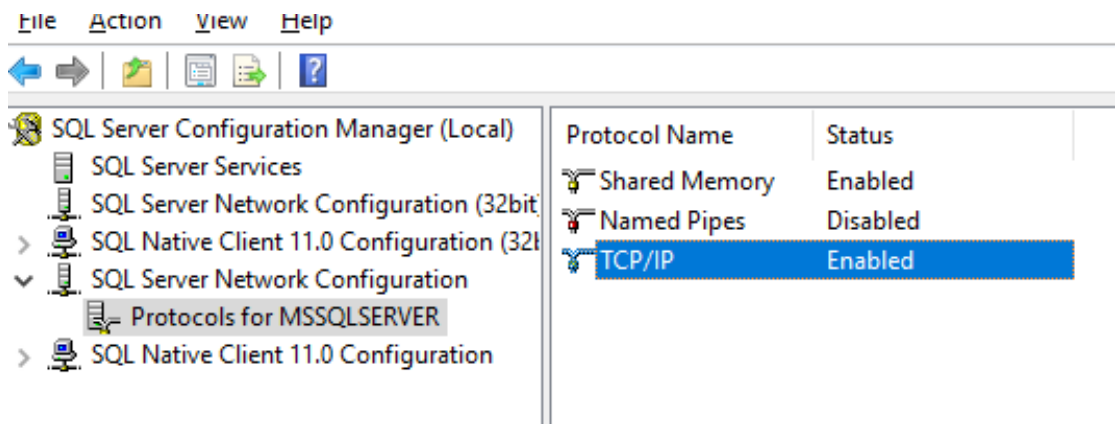 File Action View Help
SQL Server Configuration Manager (Local)
SQL Server Services
SQL Server Network Configuration (32bit
SQL Native Client 11.0 Configuration (32b
SQL Server Network Configuration
Protocols for MSSQLSERVER
SQL Native Client 11.0 Configuration
Protocol Name Status
Shared Memory Enabled
Named Pipes Disabled
TCP/IP Enabled